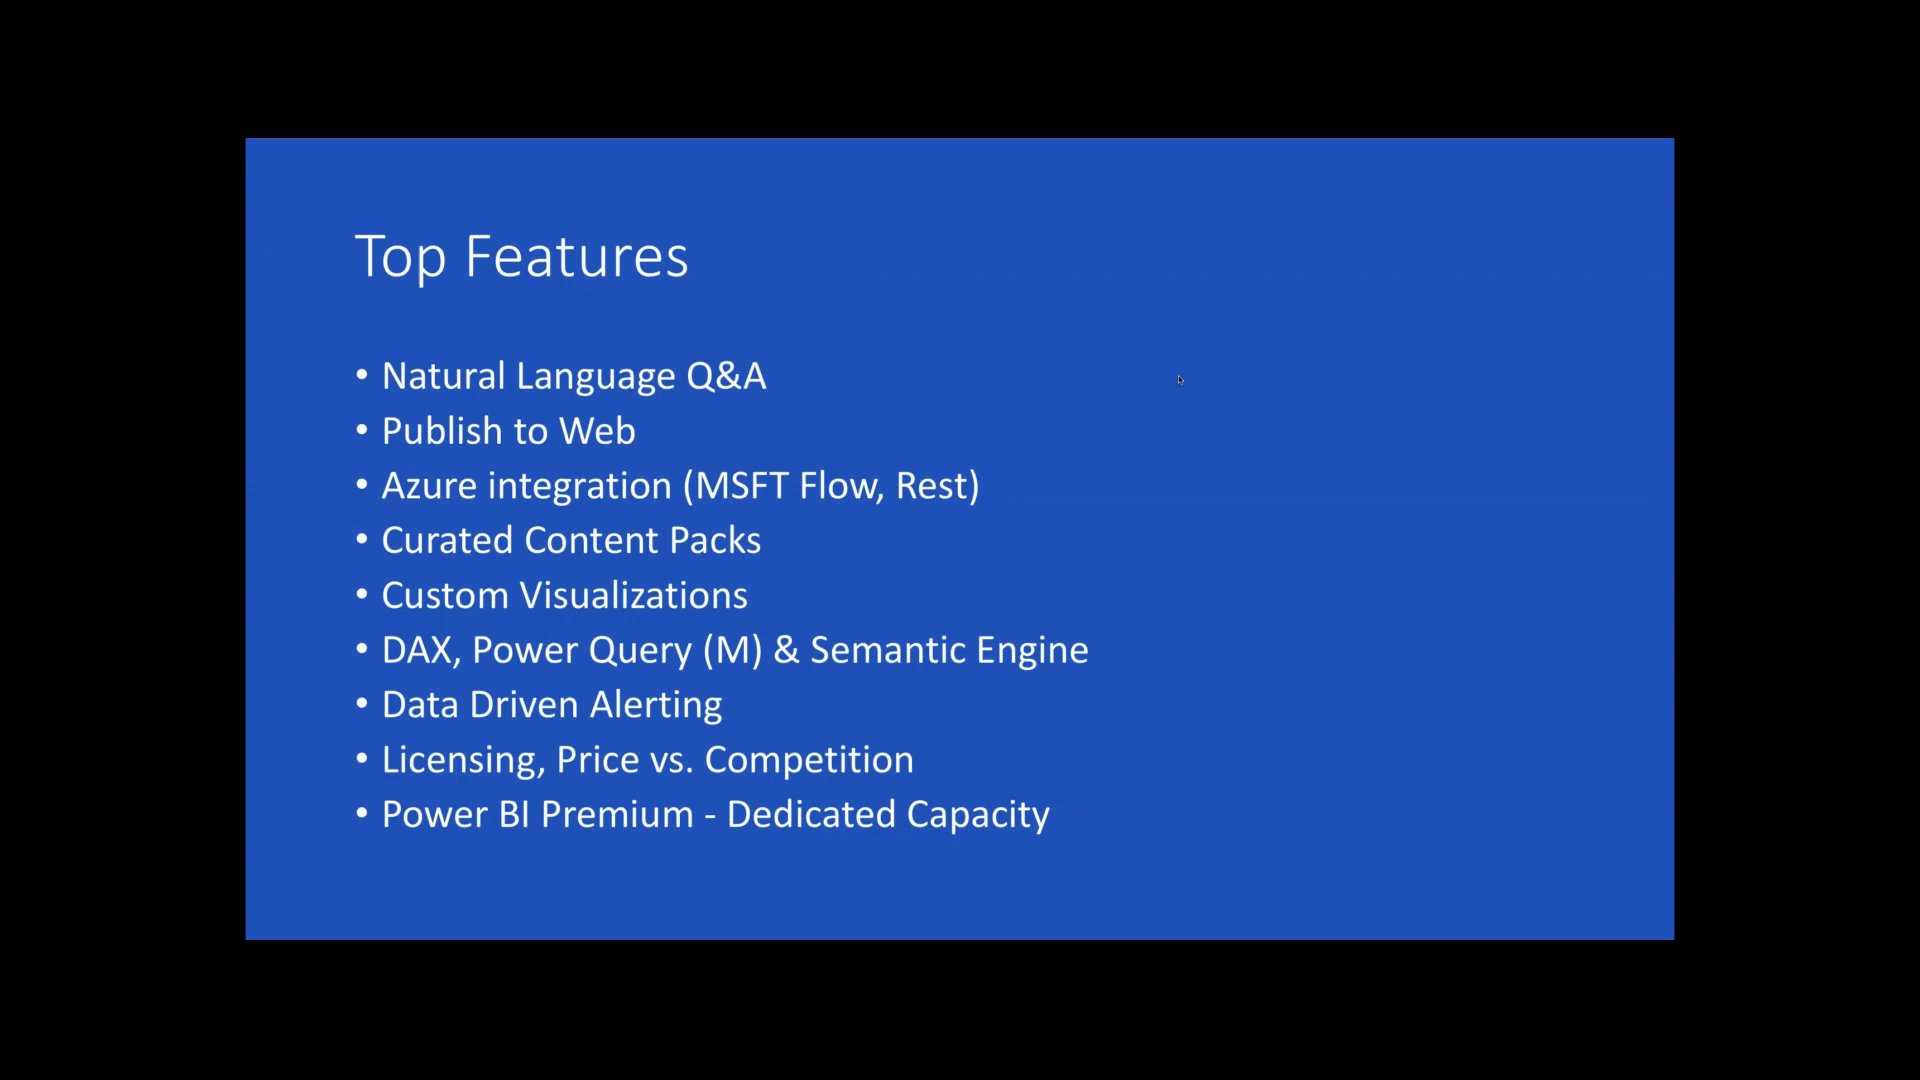 Top Features
• Natural Language Q&A
• Publish to Web
• Azure integration (MSFT Flow, Rest)
• Curated Content Packs
• Custom Visualizations
• DAX, Power Query (M) & Semantic Engine
• Data Driven Alerting
• Licensing, Price vs. Competition
• Power BI Premium - Dedicated Capacity